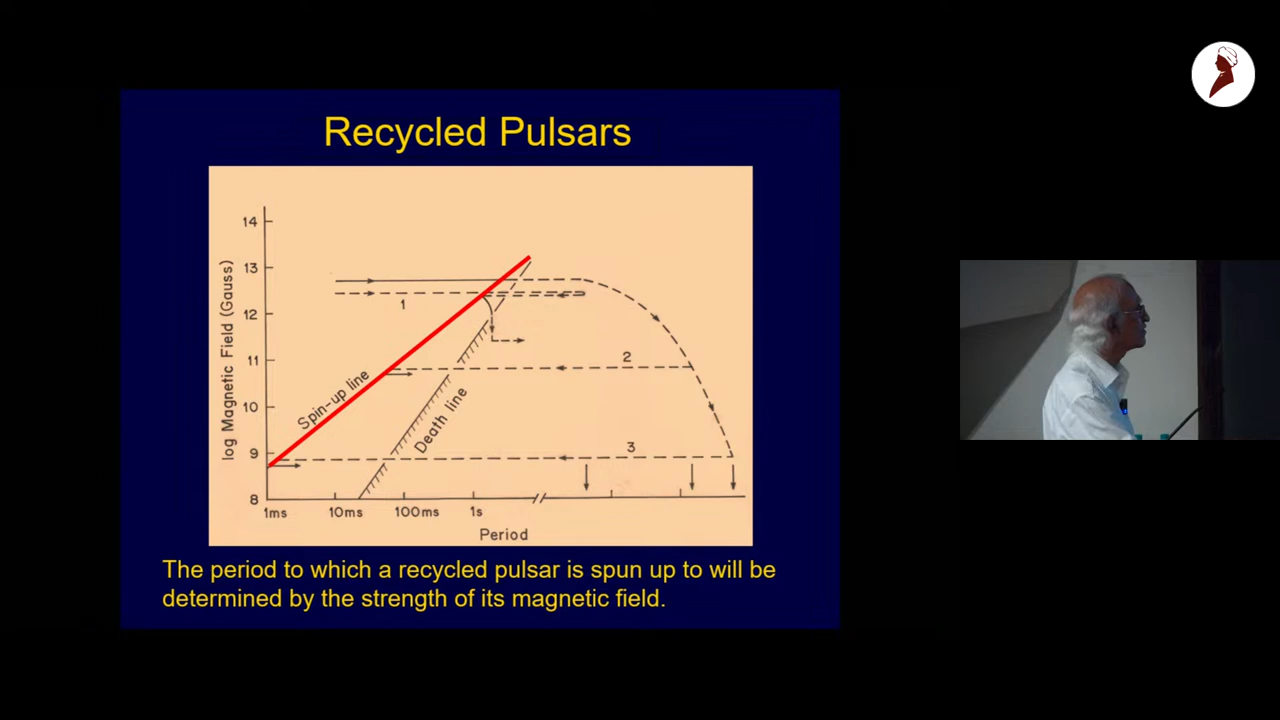 Recycled Pulsars
14
13
12
11
10
9
8
log Magnetic Field (Gauss)
1
2
3
Spin-up line
Death line
1ms
10ms
100ms
1s
Period
The period to which a recycled pulsar is spun up to will be
determined by the strength of its magnetic field.